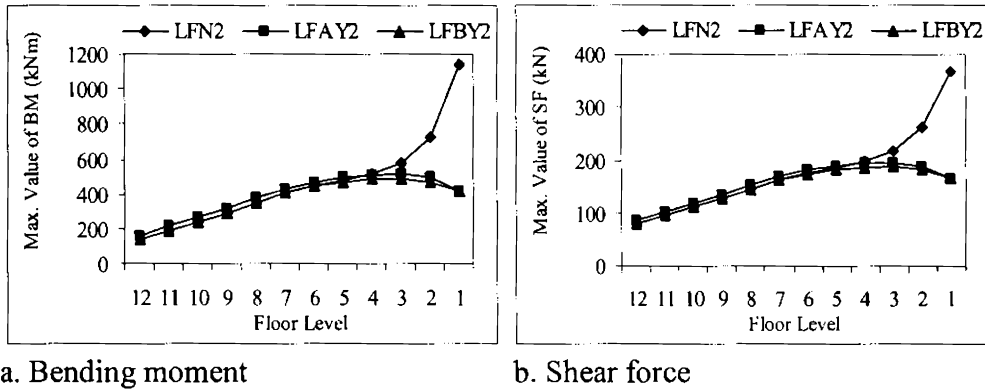 LFN2 LFAY2 LFBY2
Max. Value of BM (kNm)
1200
1000
800
600
400
200
0
12 11 10 9 8 7 6 5 4 3 2 1
Floor Level
a. Bending moment
LFN2 LFAY2 LFBY2
Max. Value of SF (kN)
400
300
200
100
0
12 11 10 9 8 7 6 5 4 3 2 1
Floor Level
b. Shear force